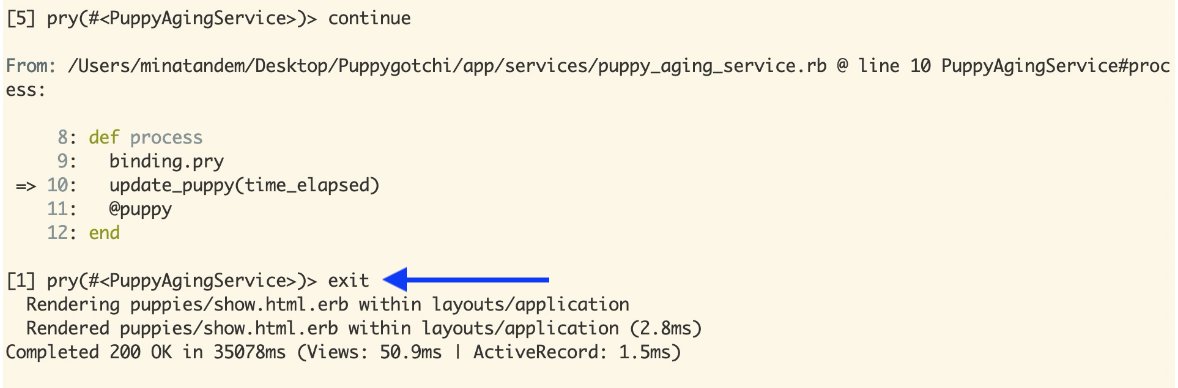 [5] pry(#<PuppyAgingService>)> continue
From: /Users/minatandem/Desktop/Puppygotchi/app/services/puppy_aging_service.rb @ line 10 PuppyAgingService#proc
ess:
8: def process
9: binding.pry
=> 10: update_puppy(time_elapsed)
11: @puppy
12: end
[1] pry(#<PuppyAgingService>)> exit
Rendering puppies/show.html.erb within layouts/application
Rendered puppies/show.html.erb within layouts/application (2.8ms)
Completed 200 OK in 35078ms (Views: 50.9ms | ActiveRecord: 1.5ms)